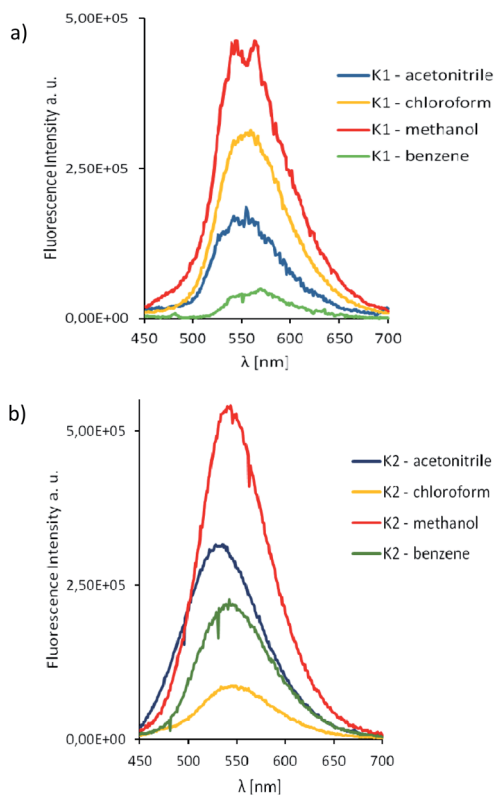 a)
5,00E+05
2,50E+05
0,00E+00
Fluorescence Intensity a. u.
K1 - acetonitrile
K1 - chloroform
K1 - methanol
K1 - benzene
450 500 550 600 650 700
λ [nm]
b)
5,00E+05
2,50E+05
0,00E+00
Fluorescence Intensity a. u.
K2 - acetonitrile
K2 - chloroform
K2 - methanol
K2 - benzene
450 500 550 600 650 700
λ [nm]